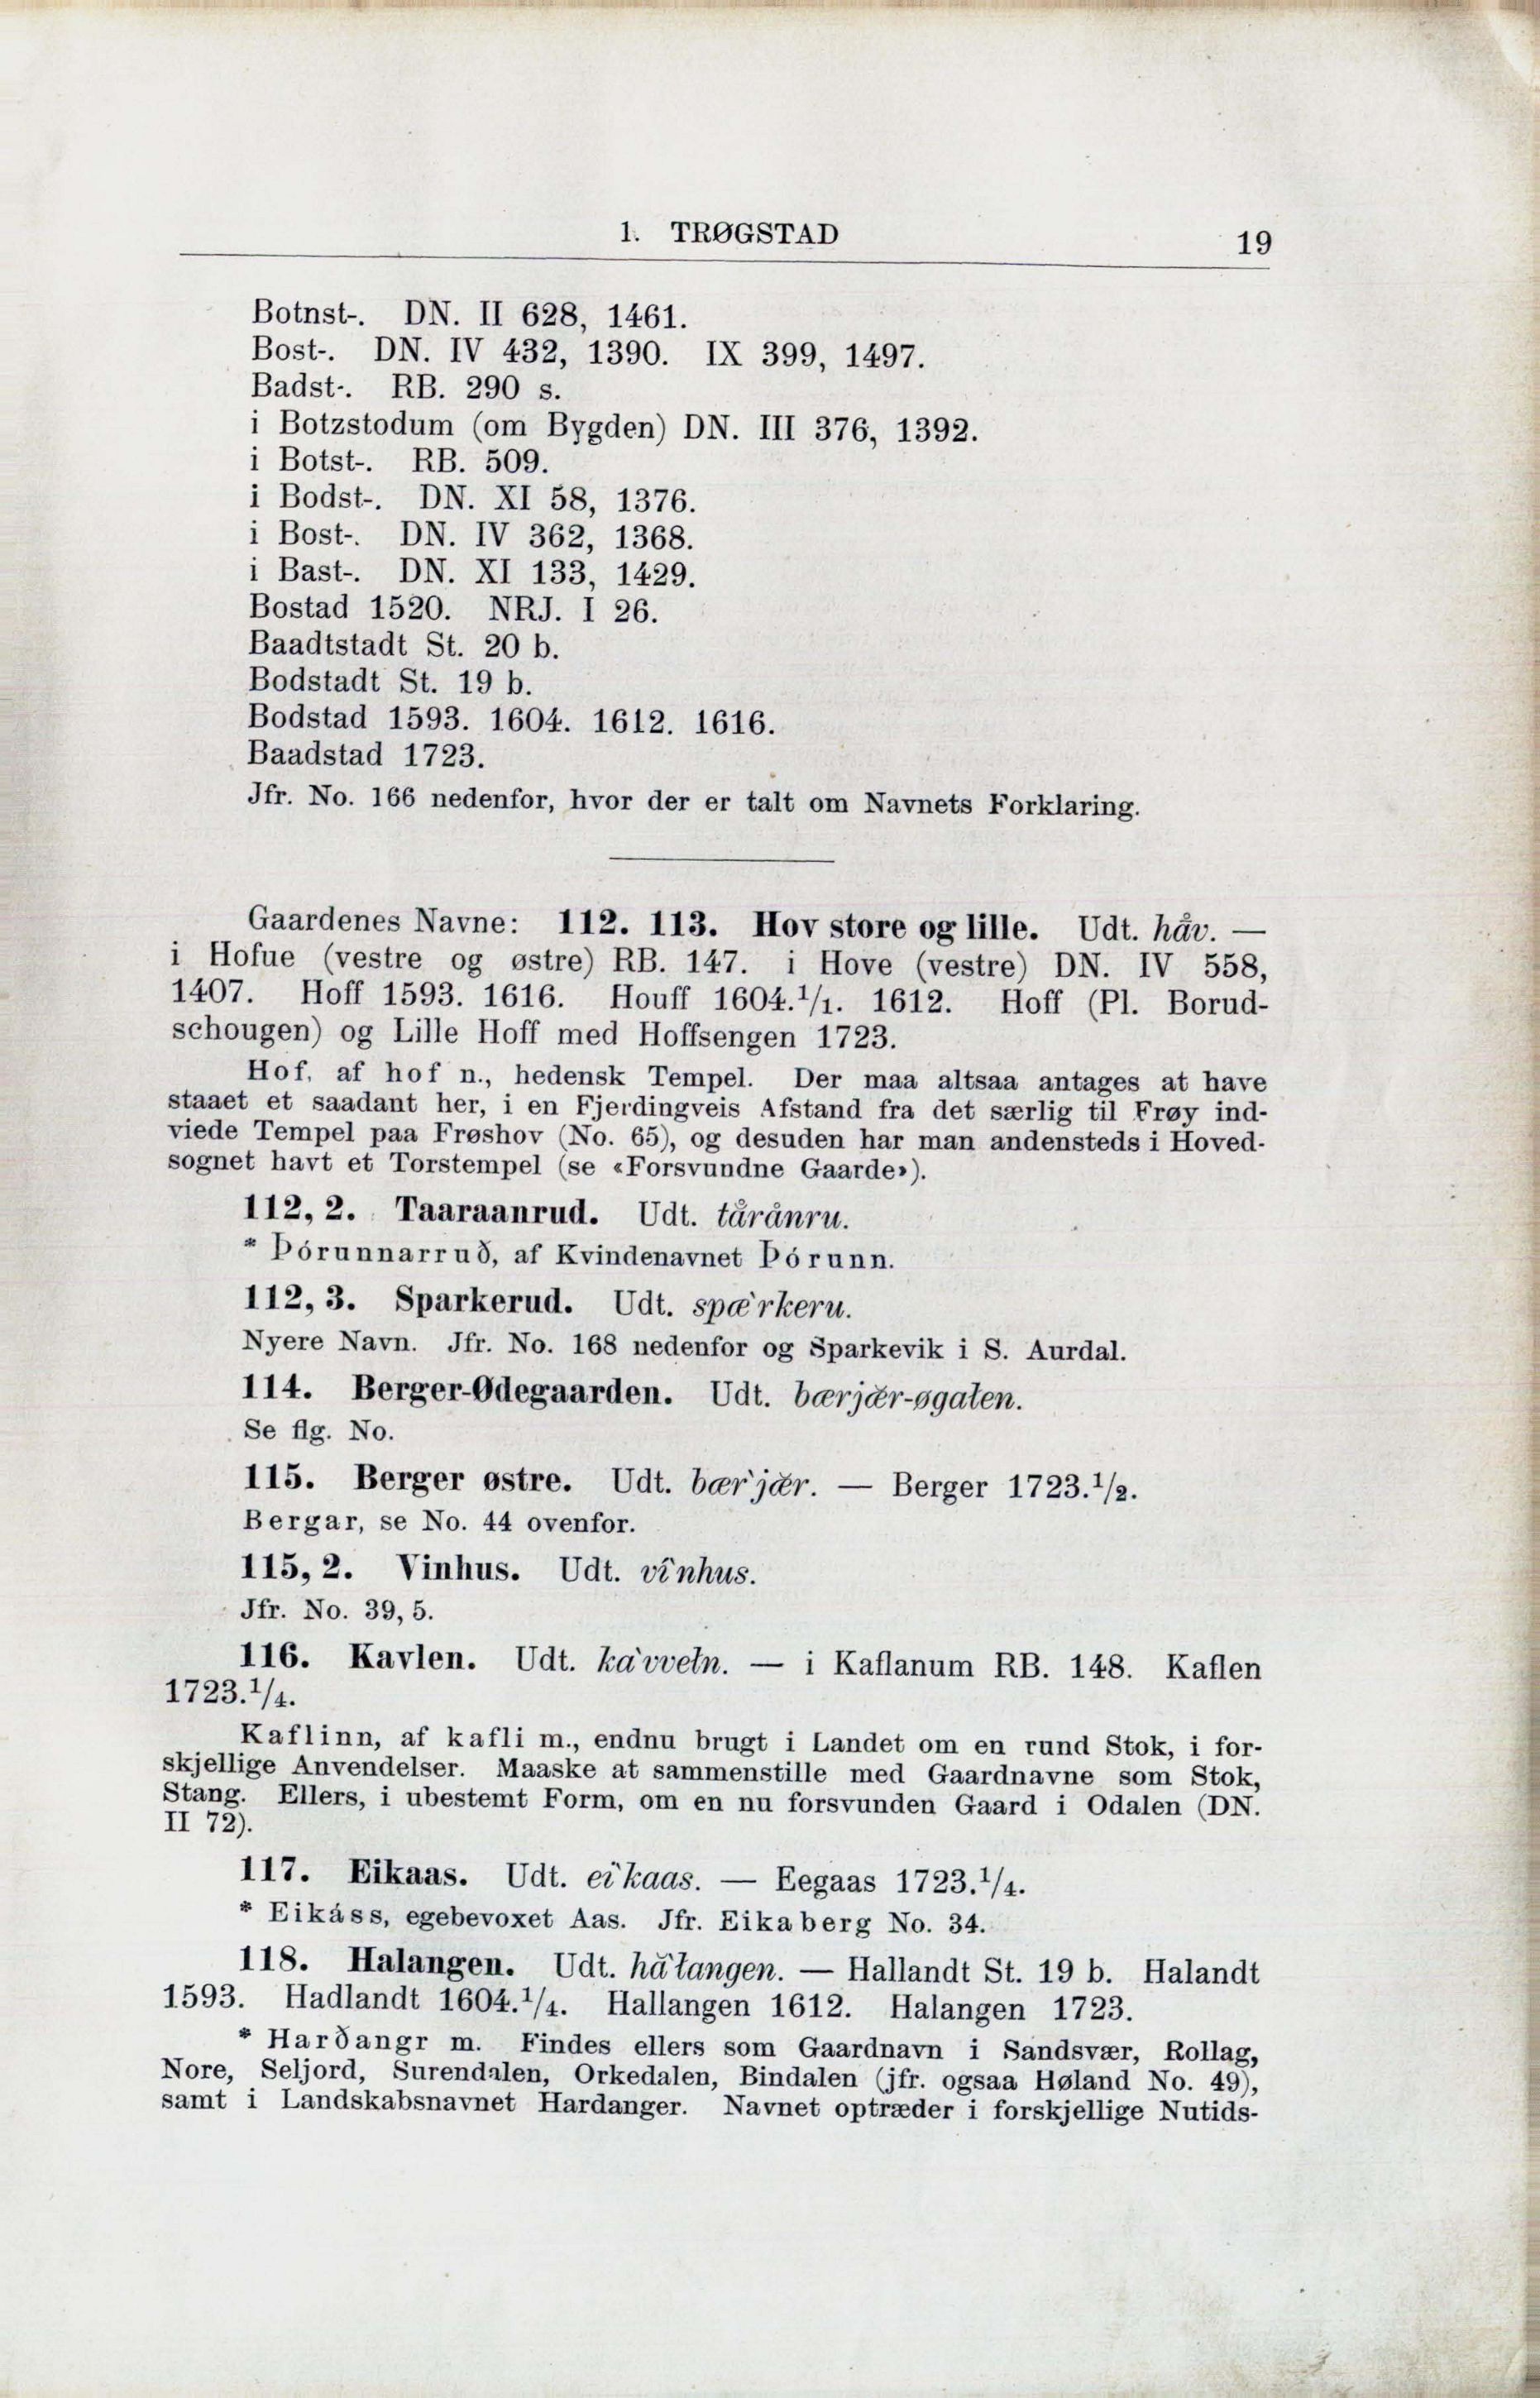 1. TRØGSTAD
19
Botnst-. DN. II 628, 1461.
Bost-. DN. IV 432, 1390. IX 399, 1497.
Badst-. RB. 290 s.
i Botzstodum (om Bygden) DN. III 376, 1392.
i Botst-. RB. 509.
i Bodst-. DN. XI 58, 1376.
i Bost-. DN. IV 362, 1368.
i Bast-. DN. XI 133, 1429.
Bostad 1520. NRJ. I 26.
Baadtstadt St. 20 b.
Bodstadt St. 19 b.
Bodstad 1593. 1604. 1612. 1616.
Baadstad 1723.
Jfr. No. 166 nedenfor, hvor der er talt om Navnets Forklaring.
Gaardenes Navne: 112. 113. Hov store og lille. Udt. håv. —
i Hofue (vestre og østre) RB. 147. i Hove (vestre) DN. IV 558,
1407. Hoff 1593. 1616. Houff 1604.¹/₁. 1612. Hoff (Pl. Borud-
schougen) og Lille Hoff med Hoffsengen 1723.
Hof, af hof n., hedensk Tempel. Der maa altsaa antages at have
staaet et saadant her, i en Fjerdingveis Afstand fra det særlig til Frøy ind-
viede Tempel paa Frøshov (No. 65), og desuden har man andensteds i Hoved-
sognet havt et Torstempel (se «Forsvundne Gaarde»).
112, 2. Taaraanrud. Udt. tåránru.
* Þórunnarruð, af Kvindenavnet Þórunn.
112, 3. Sparkerud. Udt. spæ`rkeru.
Nyere Navn. Jfr. No. 168 nedenfor og Sparkevik i S. Aurdal.
114. Berger-Ødegaarden. Udt. bærjær-øgaƚen.
Se flg. No.
115. Berger østre. Udt. bær`jær. — Berger 1723.¹/₂.
Bergar, se No. 44 ovenfor.
115, 2. Vinhus. Udt. vi`nhus.
Jfr. No. 39, 5.
116. Kavlen. Udt. ka`vveƚn. — i Kaflanum RB. 148. Kaflen
1723.¹/₄.
Kaflinn, af kafli m., endnu brugt i Landet om en rund Stok, i for-
skjellige Anvendelser. Maaske at sammenstille med Gaardnavne som Stok,
Stang. Ellers, i ubestemt Form, om en nu forsvunden Gaard i Odalen (DN.
II 72).
117. Eikaas. Udt. ei`kaas. — Eegaas 1723.¹/₄.
* Eikáss, egebevoxet Aas. Jfr. Eikaberg No. 34.
118. Halangen. Udt. ha`ƚangen. — Hallandt St. 19 b. Halandt
1593. Hadlandt 1604.¹/₄. Hallangen 1612. Halangen 1723.
* Harðangr m. Findes ellers som Gaardnavn i Sandsvær, Rollag,
Nore, Seljord, Surendalen, Orkedalen, Bindalen (jfr. ogsaa Høland No. 49),
samt i Landskabsnavnet Hardanger. Navnet optræder i forskjellige Nutids-